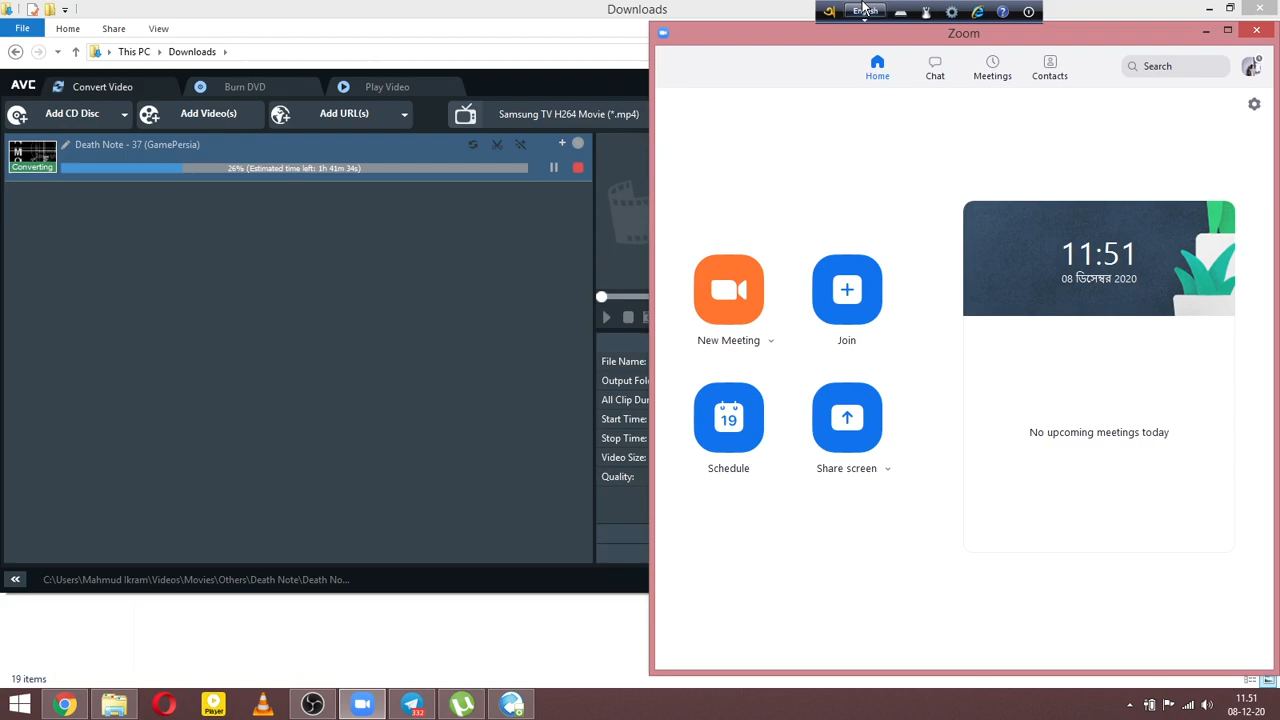 Downloads
English
File
Home
Share
View
This PC
Downloads
AVC
Convert Video
Burn DVD
Play Video
Add CD Disc
Add Video(s)
Add URL(s)
Samsung TV H264 Movie (*.mp4)
Death Note - 37 (GamePersia)
Converting
26% (Estimated time left: 1h 41m 34s)
File Name:
Output Fol
All Clip Du
Start Time:
Stop Time:
Video Size:
Quality:
C:\Users\Mahmud Ikram\Videos\Movies\Others\Death Note\Death No...
19 items
Zoom
Home
Chat
Meetings
Contacts
Search
New Meeting
Join
19
Schedule
Share screen
11:51
08 ডিসেম্বর 2020
No upcoming meetings today
Player
332
11.51
08-12-20